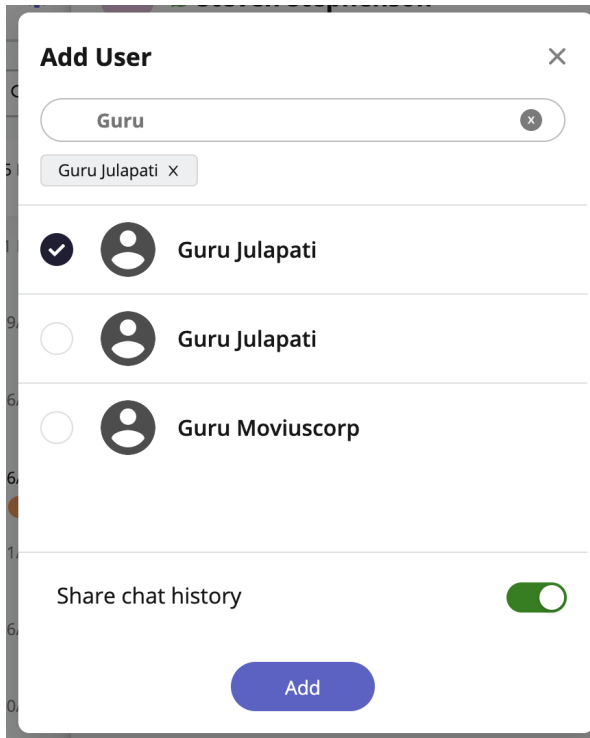 Add User
Guru
Guru Julapati x
Guru Julapati
Guru Julapati
Guru Moviuscorp
Share chat history
Add